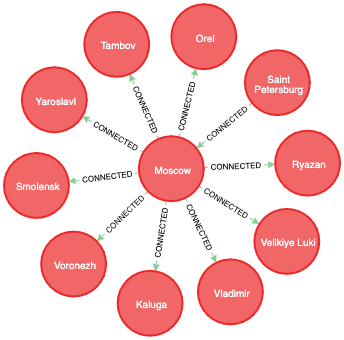 Orel
Tambov
Saint
Petersburg
CONNECTED
CONNECTED
CONNECTED
Yaroslavl
CONNECTED
Moscow
CONNECTED
Ryazan
Smolensk
CONNECTED
CONNECTED
CONNECTED
CONNECTED
CONNECTED
Velikiye Luki
Voronezh
Vladimir
Kaluga